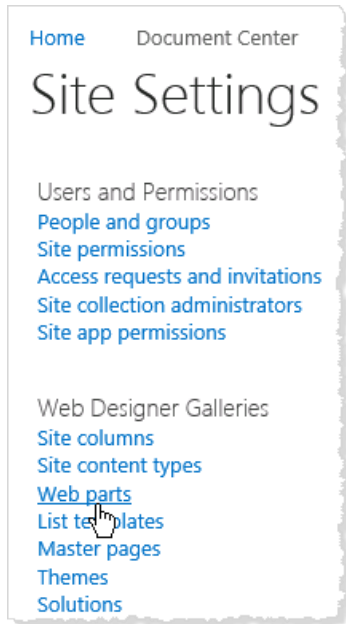 Home Document Center
Site Settings
Users and Permissions
People and groups
Site permissions
Access requests and invitations
Site collection administrators
Site app permissions
Web Designer Galleries
Site columns
Site content types
Web parts
List templates
Master pages
Themes
Solutions